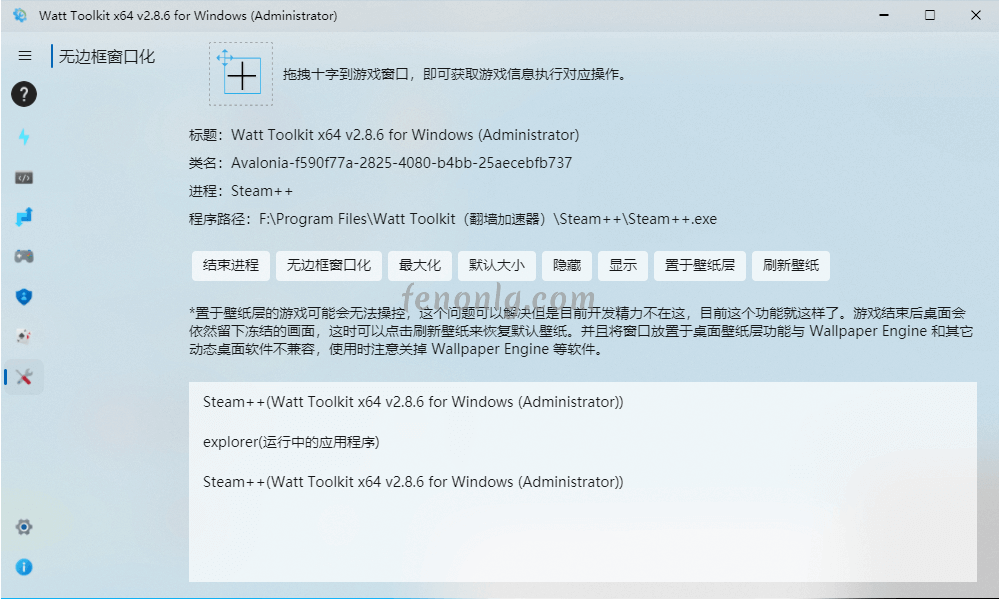 Watt Toolkit x64 v2.8.6 for Windows (Administrator)
无边框窗口化
拖拽十字到游戏窗口，即可获取游戏信息执行对应操作。
标题：Watt Toolkit x64 v2.8.6 for Windows (Administrator)
类名：Avalonia-f590f77a-2825-4080-b4bb-25aecebfb737
进程：Steam++
程序路径：F:\Program Files\Watt Toolkit（翻墙加速器）\Steam++\Steam++.exe
结束进程 无边框窗口化 最大化 默认大小 隐藏 显示 置于壁纸层 刷新壁纸
fenonla.com
*置于壁纸层的游戏可能会无法操控，这个问题可以解决但是目前开发精力不在这，目前这个功能就这样了。游戏结束后桌面会
依然留下冻结的画面，这时可以点击刷新壁纸来恢复默认壁纸。并且将窗口放置于桌面壁纸层功能与 Wallpaper Engine 和其它
动态桌面软件不兼容，使用时注意关掉 Wallpaper Engine 等软件。
Steam++(Watt Toolkit x64 v2.8.6 for Windows (Administrator))
explorer(运行中的应用程序)
Steam++(Watt Toolkit x64 v2.8.6 for Windows (Administrator))